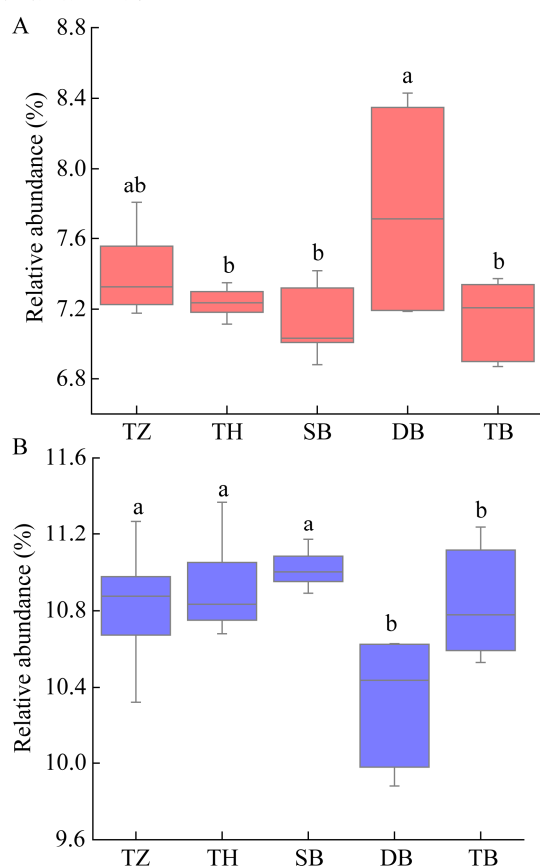 A
8.8
8.4
8.0
7.6
7.2
6.8
Relative abundance (%)
ab
b
b
a
b
TZ TH SB DB TB
B
11.6
11.2
10.8
10.4
10.0
9.6
Relative abundance (%)
a
a
a
b
b
TZ TH SB DB TB